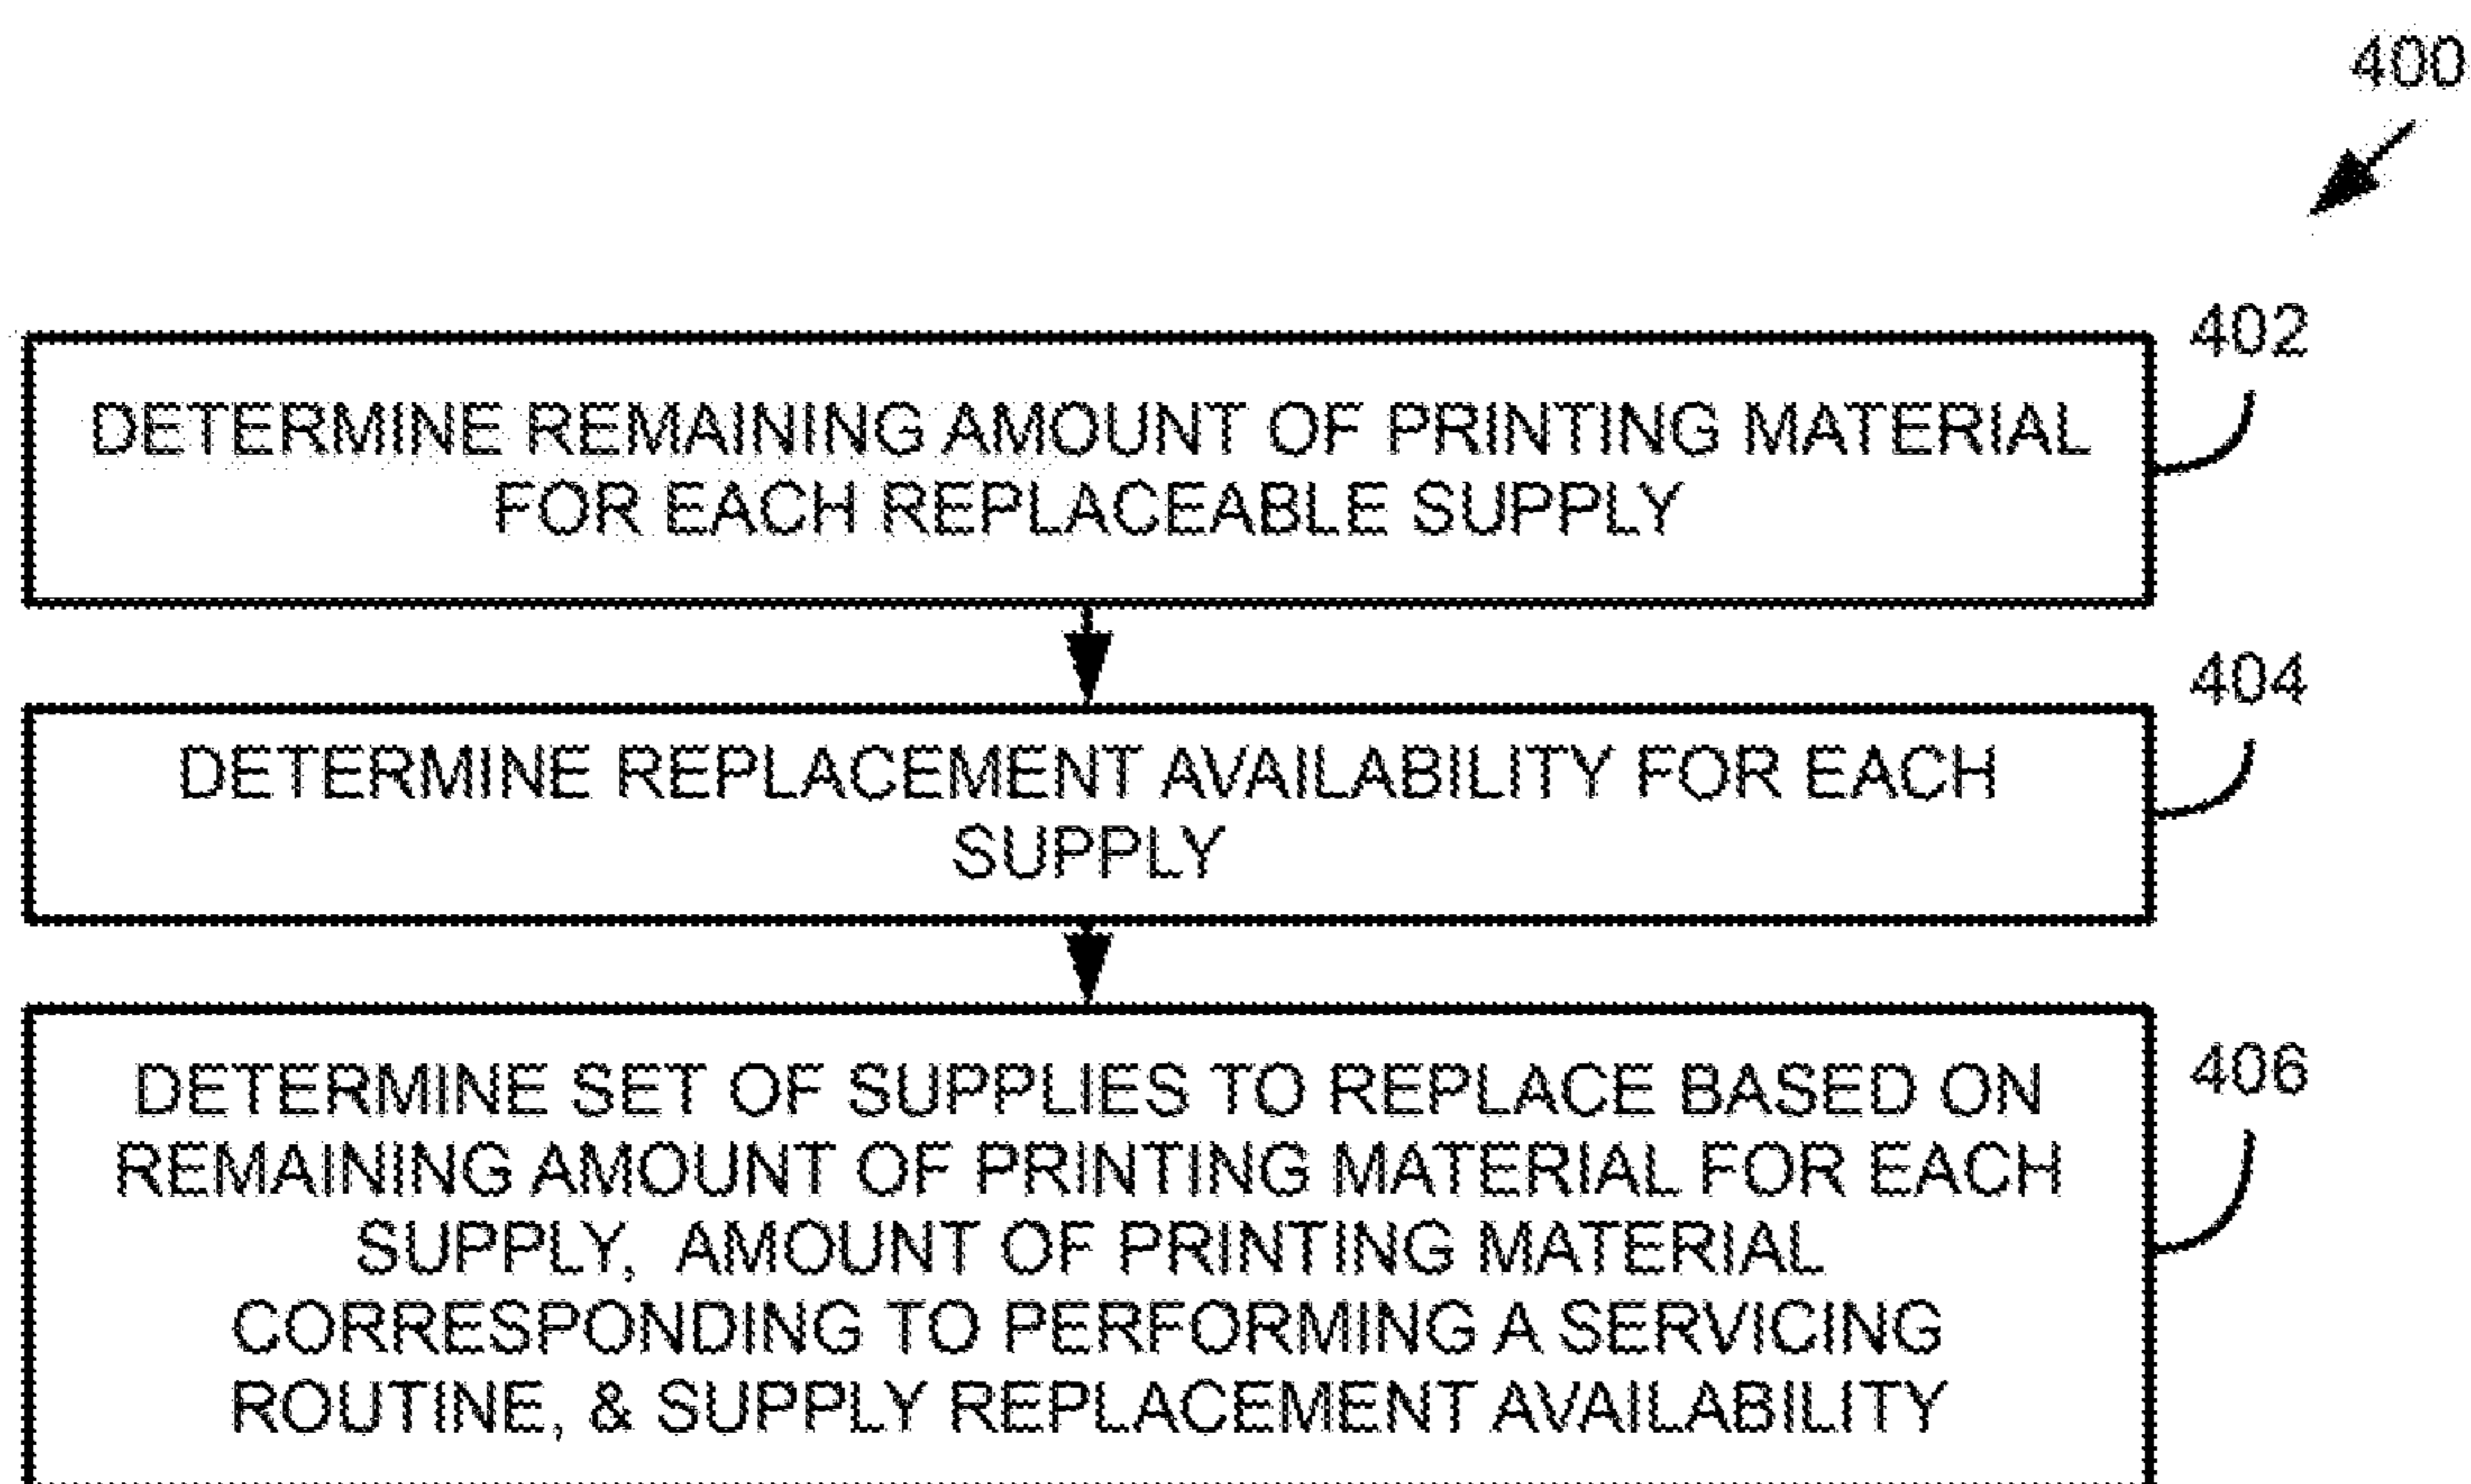 400
402
DETERMINE REMAINING AMOUNT OF PRINTING MATERIAL
FOR EACH REPLACEABLE SUPPLY
404
DETERMINE REPLACEMENT AVAILABILITY FOR EACH
SUPPLY
406
DETERMINE SET OF SUPPLIES TO REPLACE BASED ON
REMAINING AMOUNT OF PRINTING MATERIAL FOR EACH
SUPPLY, AMOUNT OF PRINTING MATERIAL
CORRESPONDING TO PERFORMING A SERVICING
ROUTINE, & SUPPLY REPLACEMENT AVAILABILITY